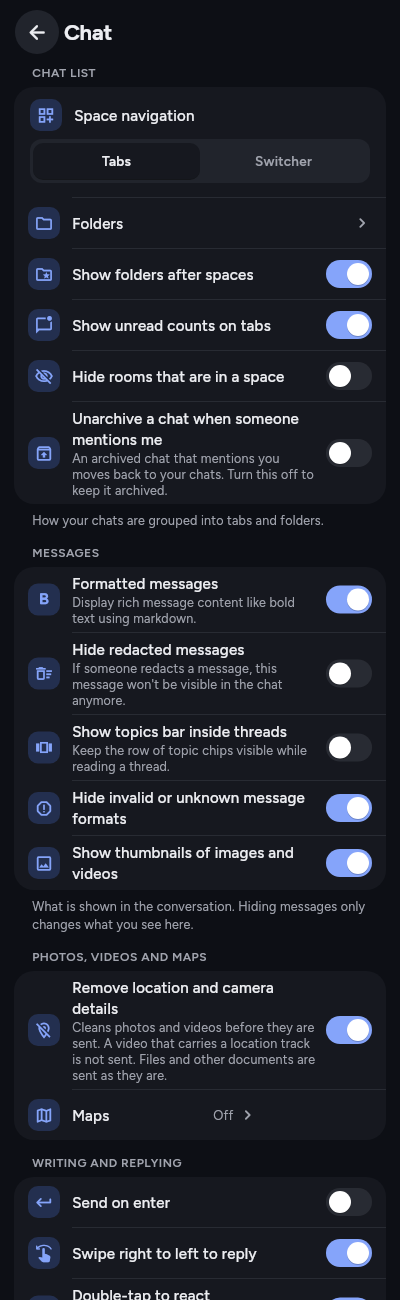 Chat
CHAT LIST
Space navigation
Tabs
Switcher
Folders
Show folders after spaces
Show unread counts on tabs
Hide rooms that are in a space
Unarchive a chat when someone
mentions me
An archived chat that mentions you
moves back to your chats. Turn this off to
keep it archived.
How your chats are grouped into tabs and folders.
MESSAGES
B
Formatted messages
Display rich message content like bold
text using markdown.
Hide redacted messages
If someone redacts a message, this
message won't be visible in the chat
anymore.
Show topics bar inside threads
Keep the row of topic chips visible while
reading a thread.
Hide invalid or unknown message
formats
Show thumbnails of images and
videos
What is shown in the conversation. Hiding messages only
changes what you see here.
PHOTOS, VIDEOS AND MAPS
Remove location and camera
details
Cleans photos and videos before they are
sent. A video that carries a location track
is not sent. Files and other documents are
sent as they are.
Maps
Off
WRITING AND REPLYING
Send on enter
Swipe right to left to reply
Double-tap to react